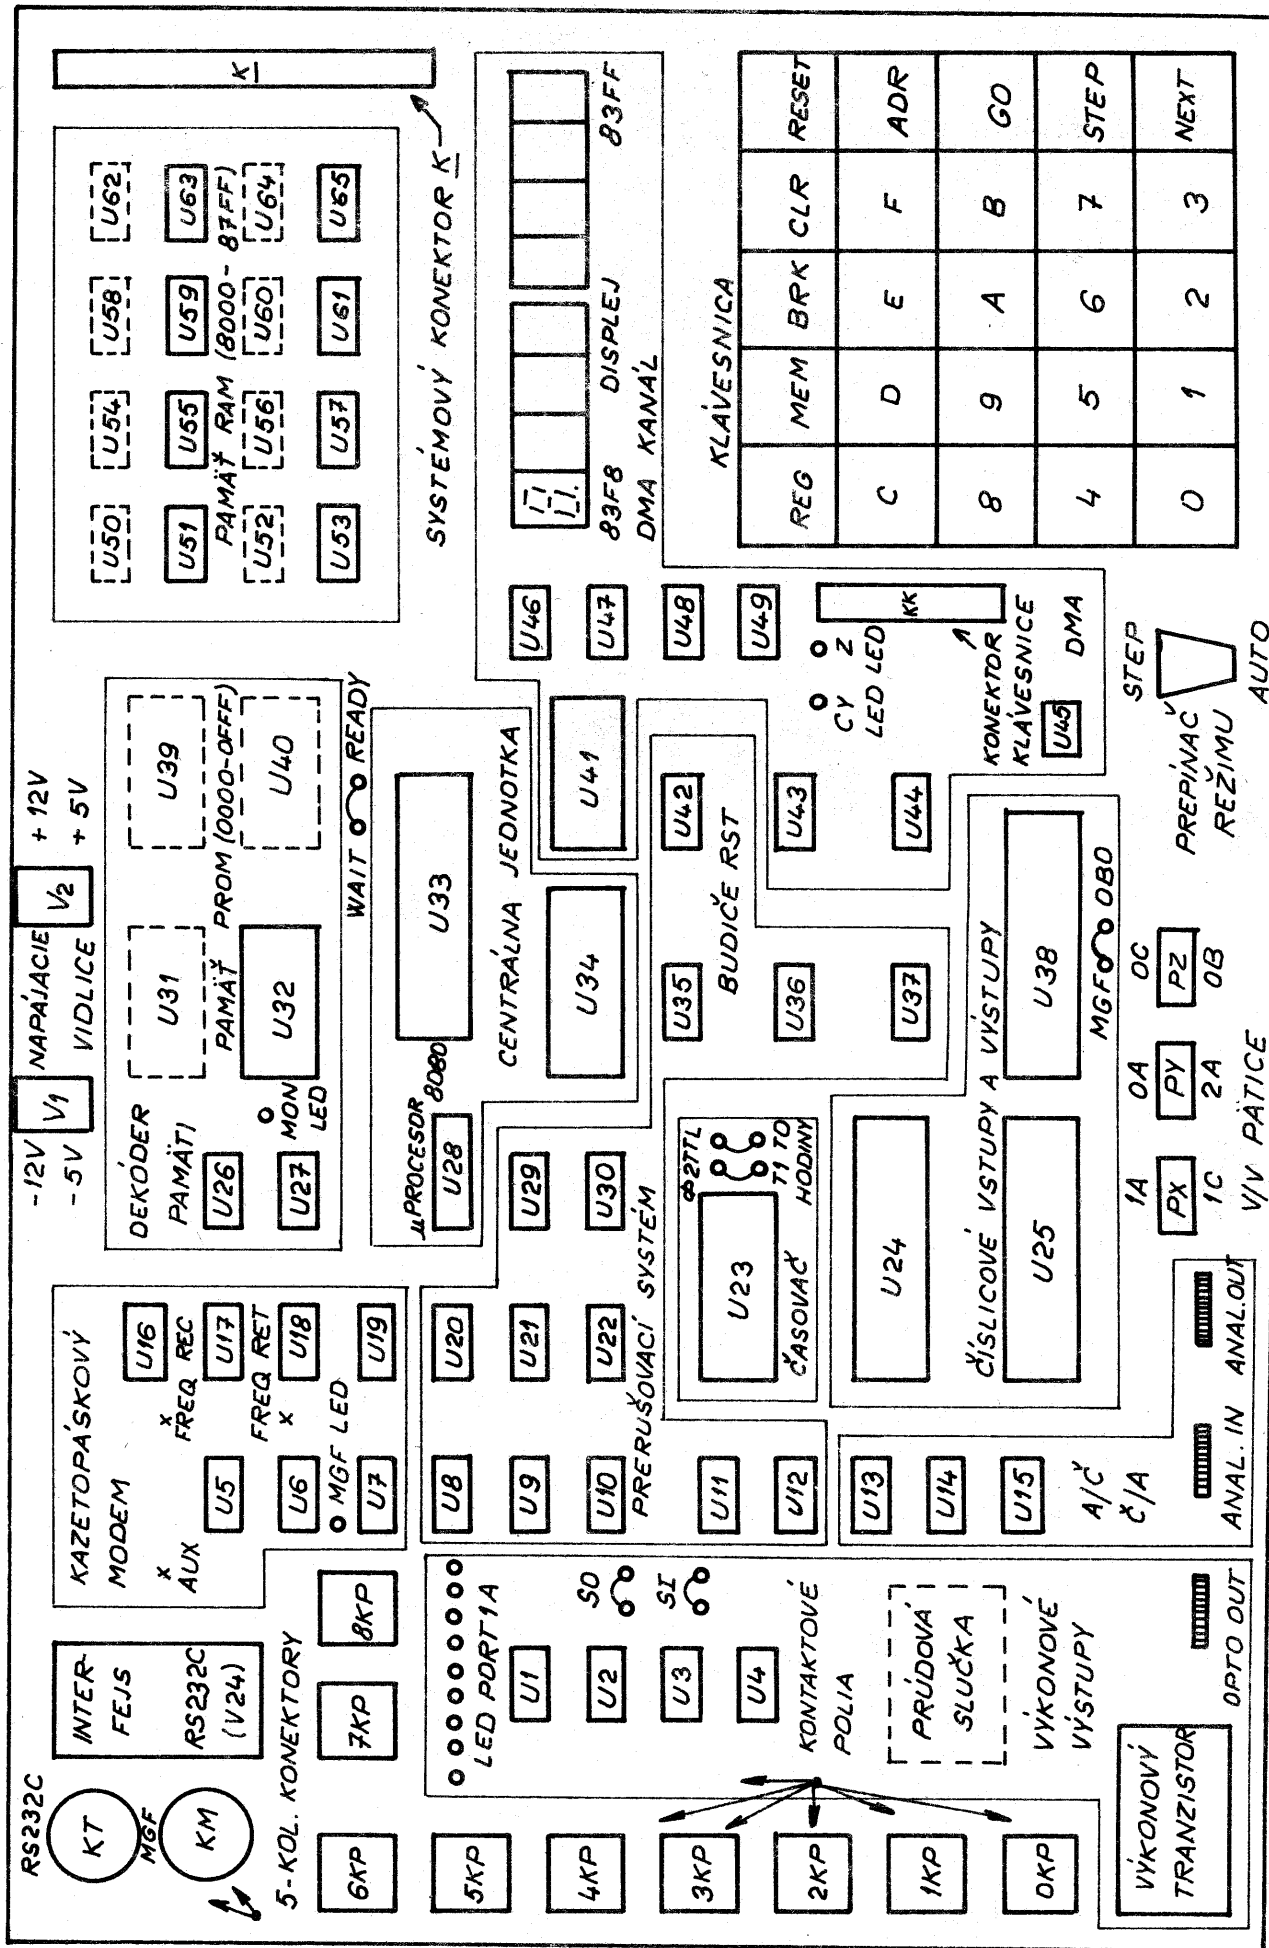 RS232C
KT
MGF
KM
5-KOL. KONEKTORY
INTER-
FEJS
RS232C
(V24)
6KP
7KP
8KP
5KP
4KP
3KP
2KP
1KP
0KP
KAZETOPÁSKOVÝ
MODEM
x
AUX
x
FREQ REC
FREQ RET
x
MGF LED
U16
U5
U17
U6
U18
U7
U19
-12V
-5V
V1
NAPÁJACIE
VIDLICE
V2
+12V
+5V
DEKÓDER
PAMÄTI
U26
U27
MON
LED
U31
U39
PAMÄŤ PROM (0000-0FFF)
U32
U40
WAIT
READY
U50
U54
U58
U62
U51
U55
U59
U63
PAMÄŤ RAM (8000-87FF)
U52
U56
U60
U64
U53
U57
U61
U65
K
SYSTÉMOVÝ KONEKTOR K
µPROCESOR
8080
U28
U33
CENTRÁLNA JEDNOTKA
U34
U41
U8
U20
U9
U21
U29
U10
U22
U30
PRERUŠOVACÍ SYSTÉM
U11
U12
LED PORT 1A
U1
U2
U3
U4
SO
SI
KONTAKTOVÉ
POLIA
PRÚDOVÁ
SLUČKA
VÝKONOVÉ
VÝSTUPY
VÝKONOVÝ
TRANZISTOR
OPTO OUT
U23
Φ2TTL
T1 T0
HODINY
ČASOVAČ
U35
U42
BUDIČE RST
U36
U43
U37
U44
U46
U47
U48
U49
83F8
DISPLEJ
83FF
DMA KANÁL
CY
LED
Z
LED
KK
KONEKTOR
KLÁVESNICE
U45
DMA
KLÁVESNICA
REG MEM BRK CLR RESET
C D E F ADR
8 9 A B GO
4 5 6 7 STEP
0 1 2 3 NEXT
U13
U14
U15
A/Č
Č/A
ANAL. IN
ANAL.OUT
U24
ČÍSLICOVÉ VSTUPY A VÝSTUPY
U25
U38
MGF
OBO
1A
PX
1C
0A
PY
2A
0C
PZ
0B
V/V PÄTICE
PREPÍNAČ
REŽIMU
STEP
AUTO